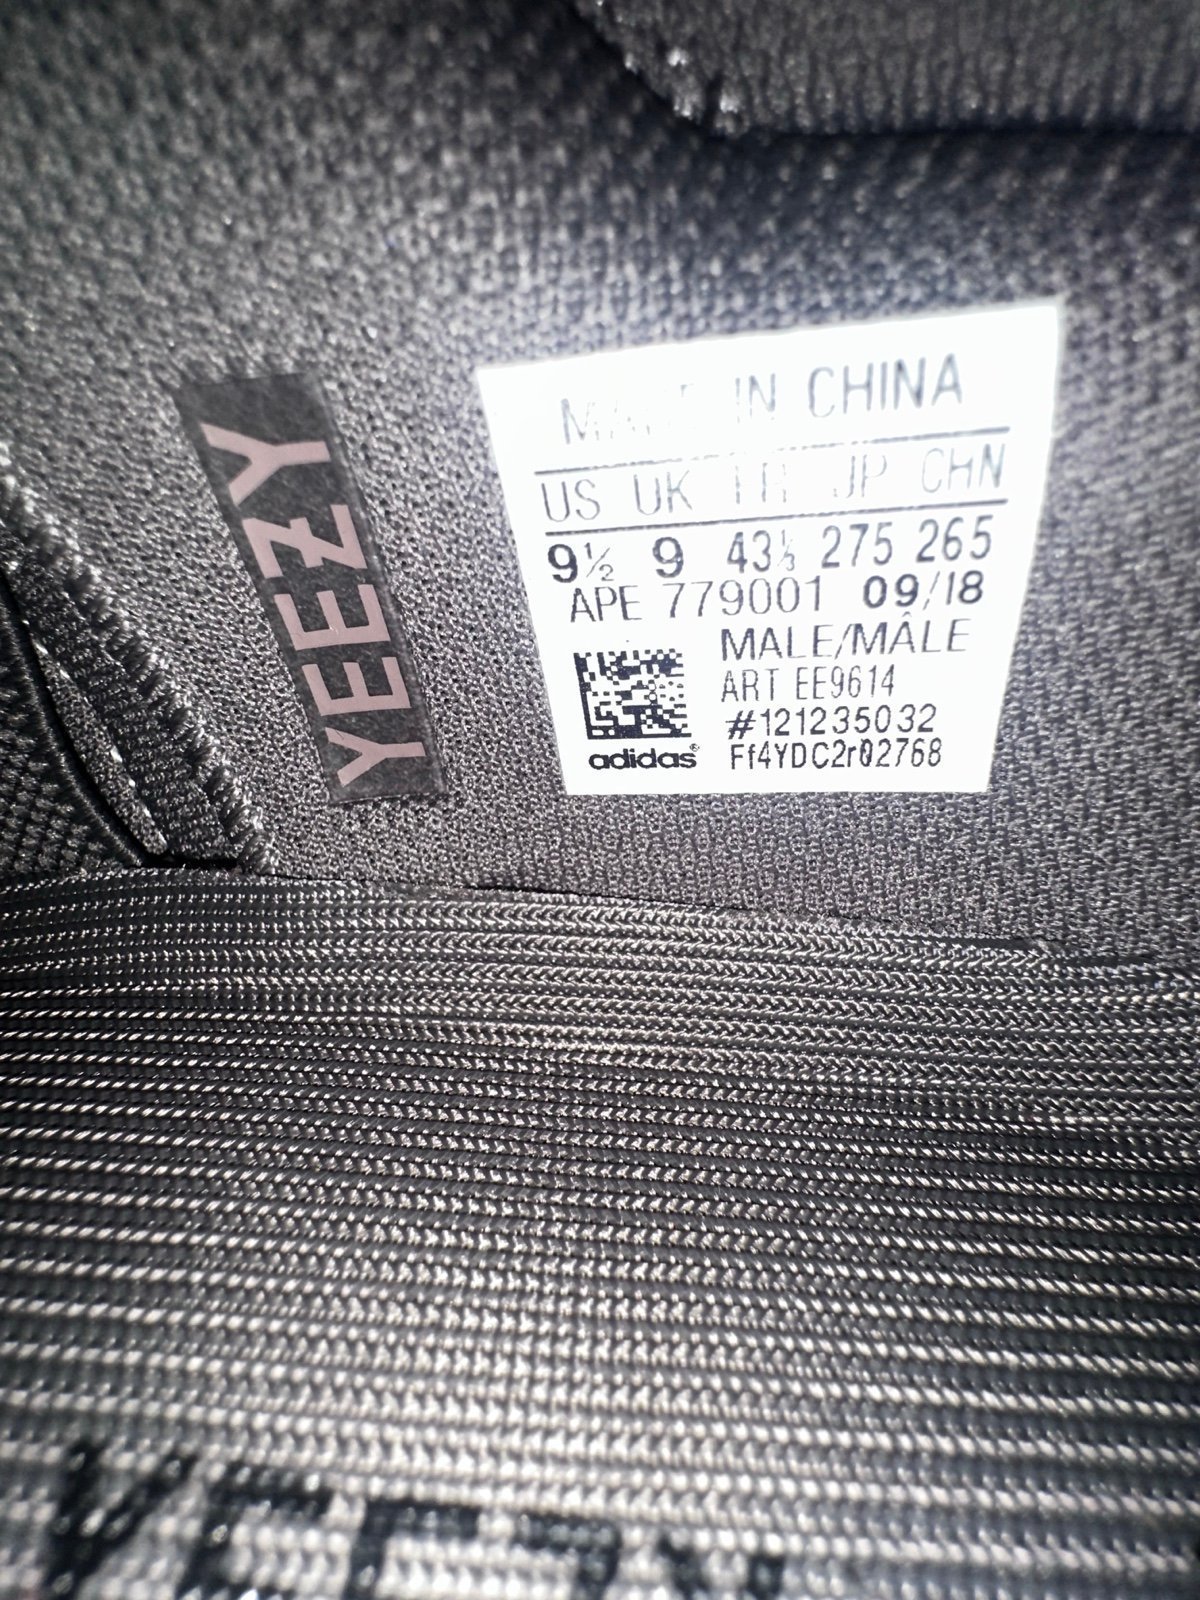 YEEZY
MADE IN CHINA
US UK FR JP CHN
9½ 9 43⅓ 275 265
APE 779001 09/18
MALE/MÂLE
ART EE9614
#121235032
Ff4YDC2r02768
adidas®